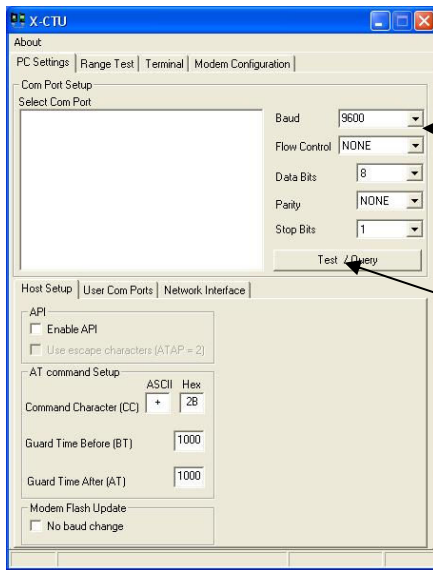 X-CTU
About
PC Settings Range Test Terminal Modem Configuration
Com Port Setup
Select Com Port
Baud 9600
Flow Control NONE
Data Bits 8
Parity NONE
Stop Bits 1
Test / Query
Host Setup User Com Ports Network Interface
API
Enable API
Use escape characters (ATAP = 2)
AT command Setup
ASCII Hex
Command Character (CC) + 2B
Guard Time Before (BT) 1000
Guard Time After (AT) 1000
Modem Flash Update
No baud change